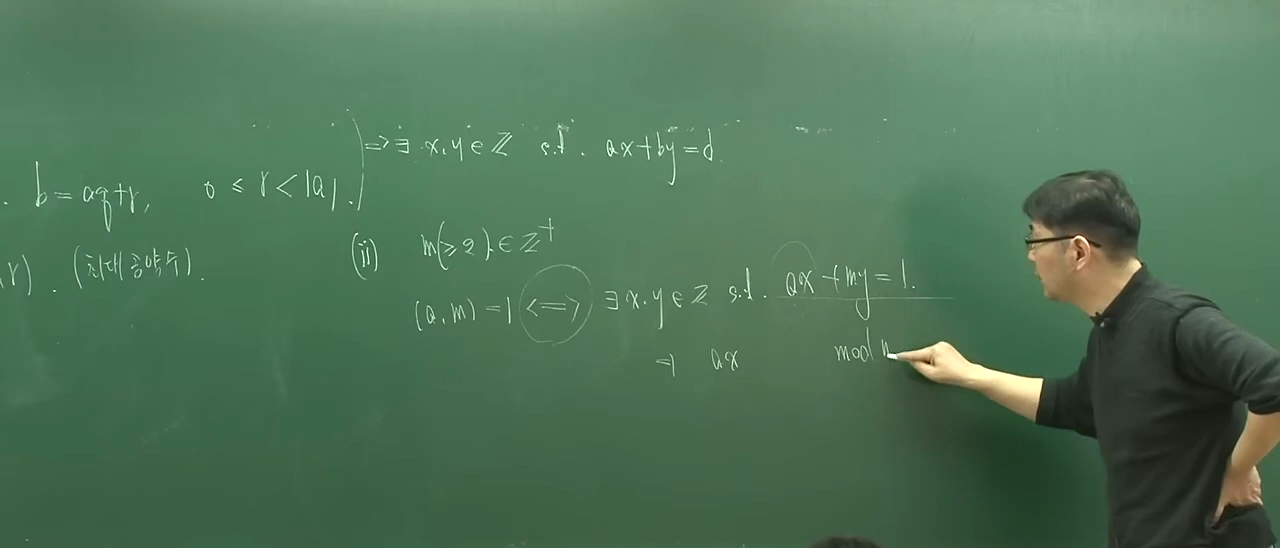 ⇒ ∃ x, y ∈ ℤ s.t. ax+by=d.
. b=aq+r, 0 ≤ r < |a|.)
r). (최대공약수).
(ii) m(≥2) ∈ ℤ⁺
(a, m) = 1 <=> ∃ x, y ∈ ℤ s.t. ax + my = 1.
⇒ ax mod